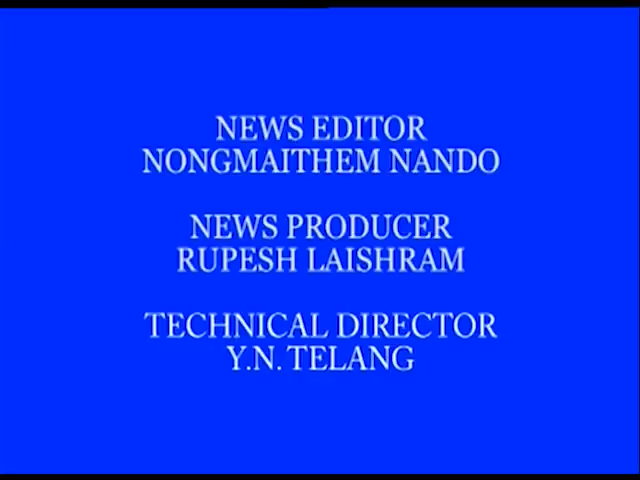 NEWS EDITOR
NONGMAITHEM NANDO
NEWS PRODUCER
RUPESH LAISHRAM
TECHNICAL DIRECTOR
Y.N. TELANG